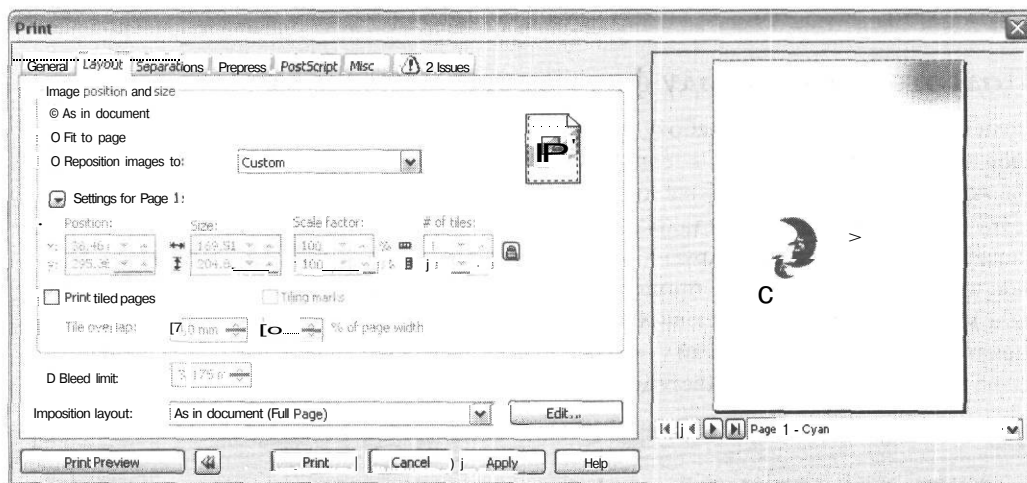 Print
General Layout Separations Prepress PostScript Misc 2 Issues
Image position and size
© As in document
O Fit to page
O Reposition images to: Custom
Settings for Page 1:
Position: Size: Scale factor: # of tiles:
100 %
100
Print tiled pages Tiling marks
Tile overlap: % of page width
D Bleed limit:
Imposition layout: As in document (Full Page) Edit...
Page 1 - Cyan
Print Preview Print Cancel Apply Help
>
C